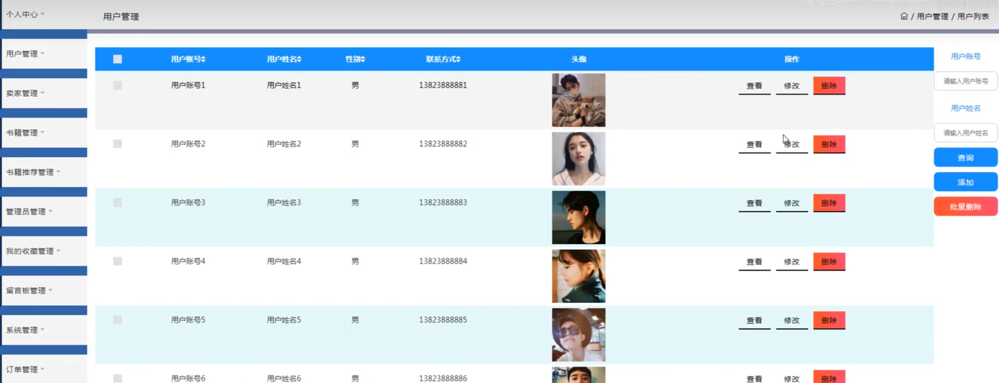 个人中心
用户管理
/ 用户管理 / 用户列表
用户管理
卖家管理
书籍管理
书籍推荐管理
管理员管理
我的收藏管理
留言板管理
系统管理
订单管理
用户账号 用户姓名 性别 联系方式 头像 操作
用户账号1 用户姓名1 男 13823888881 查看 修改 删除
用户账号2 用户姓名2 男 13823888882 查看 修改 删除
用户账号3 用户姓名3 男 13823888883 查看 修改 删除
用户账号4 用户姓名4 男 13823888884 查看 修改 删除
用户账号5 用户姓名5 男 13823888885 查看 修改 删除
用户账号6 用户姓名6 男 13823888886 查看 修改 删除
用户账号
请输入用户账号
用户姓名
请输入用户姓名
查询
添加
批量删除